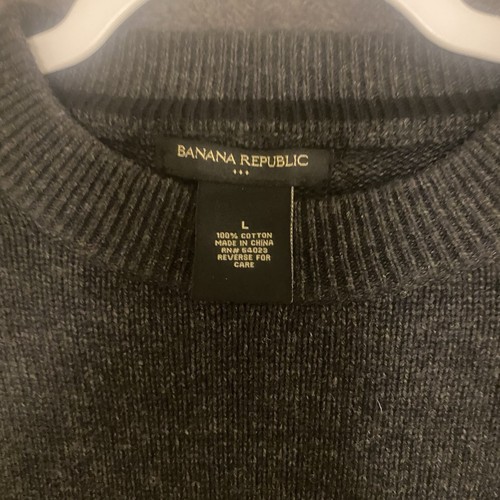 BANANA REPUBLIC
L
100% COTTON
MADE IN CHINA
RN# 54023
REVERSE FOR
CARE